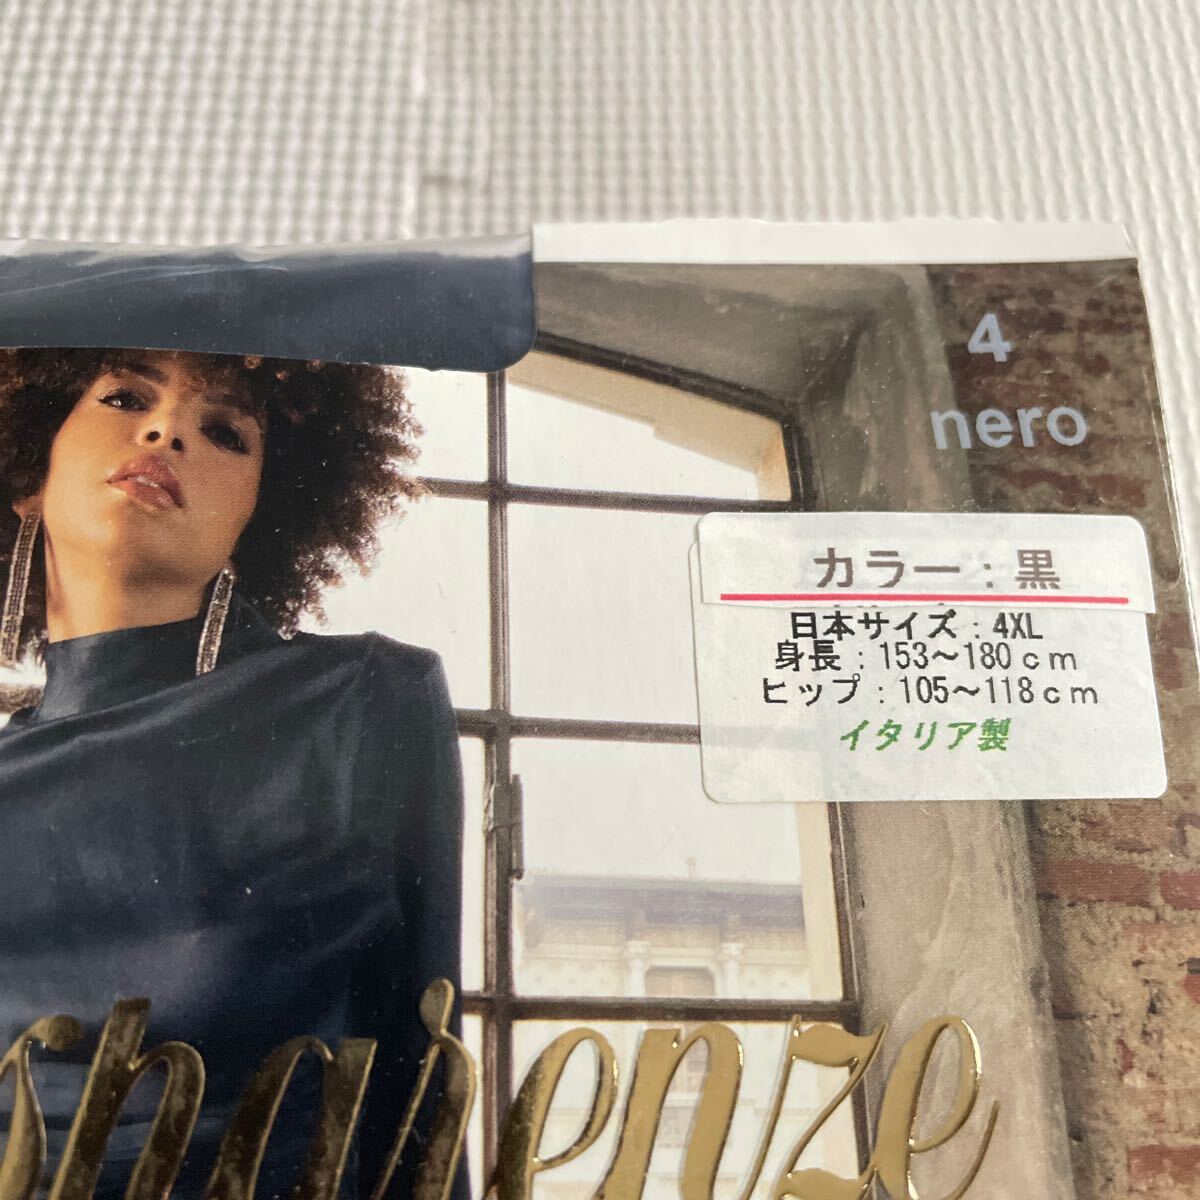 4
nero
カラー：黒
日本サイズ：4XL
身長：153～180cm
ヒップ：105～118cm
イタリア製
sparenze